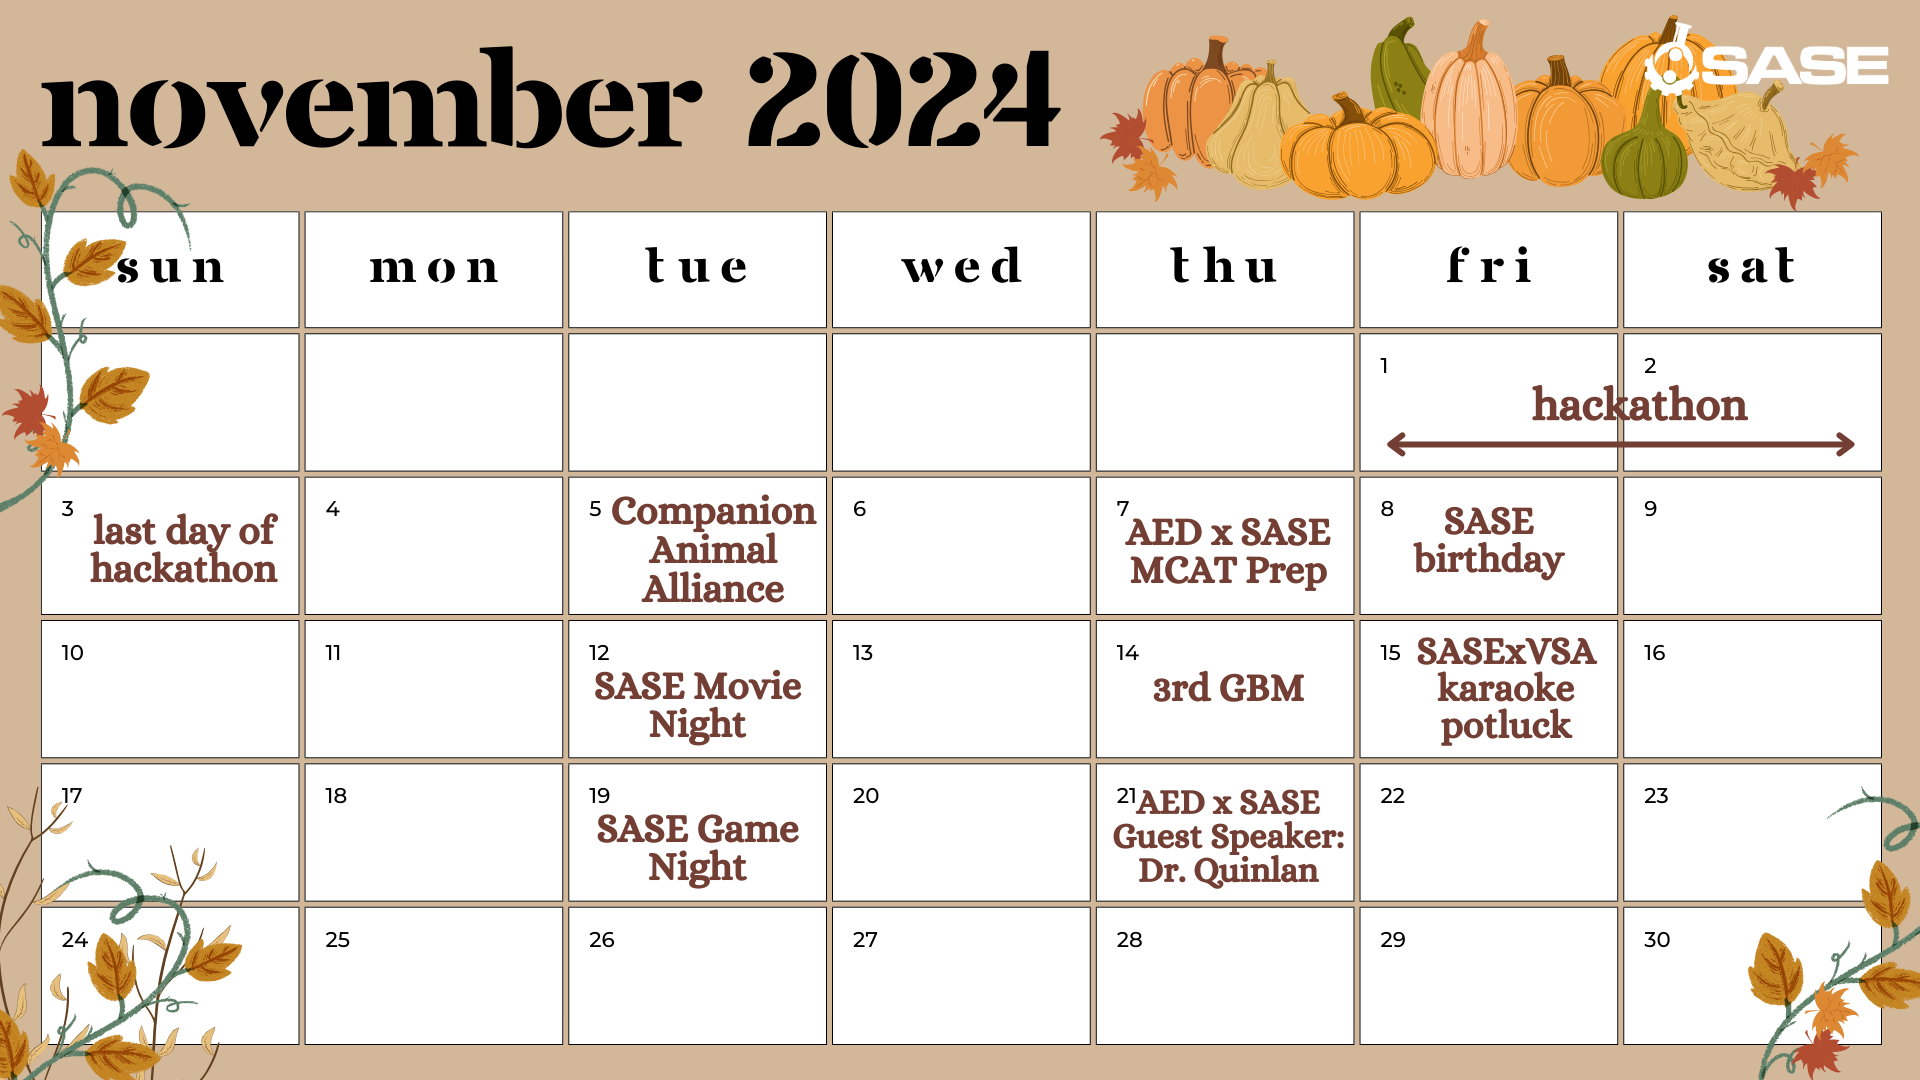 november 2024
SASE
sun mon tue wed thu fri sat
1 2
hackathon
3 4 5 6 7 8 9
last day of
hackathon
Companion
Animal
Alliance
AED x SASE
MCAT Prep
SASE
birthday
10 11 12 13 14 15 16
SASE Movie
Night
3rd GBM
SASExVSA
karaoke
potluck
17 18 19 20 21 22 23
SASE Game
Night
AED x SASE
Guest Speaker:
Dr. Quinlan
24 25 26 27 28 29 30